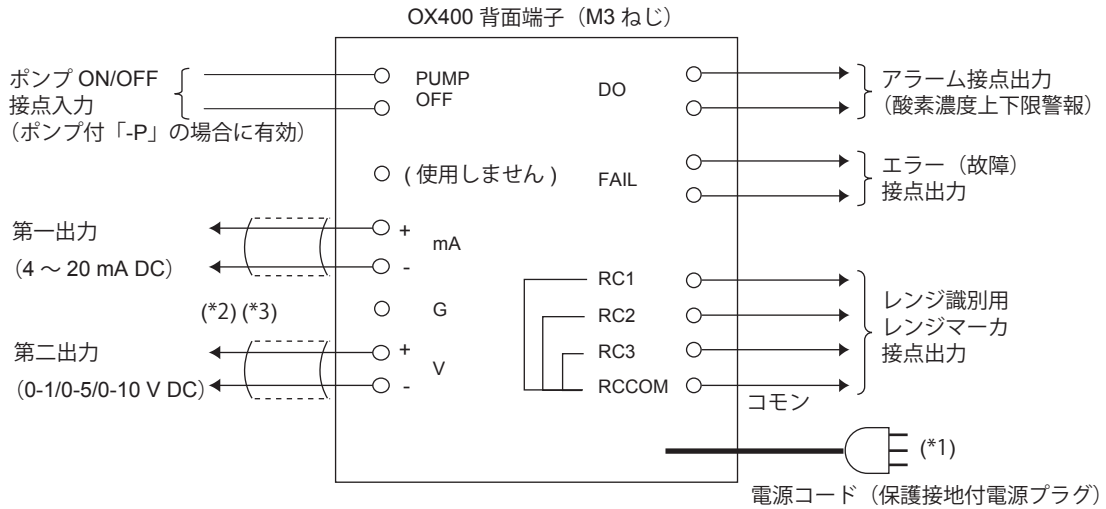 OX400 背面端子（M3 ねじ）
ポンプ ON/OFF
接点入力
（ポンプ付「-P」の場合に有効）
PUMP
OFF
( 使用しません )
第一出力
（4 ～ 20 mA DC）
+
mA
-
(*2) (*3)
G
第二出力
（0-1/0-5/0-10 V DC）
+
V
-
DO
アラーム接点出力
（酸素濃度上下限警報）
FAIL
エラー（故障）
接点出力
RC1
RC2
RC3
RCCOM
レンジ識別用
レンジマーカ
接点出力
コモン
(*1)
電源コード（保護接地付電源プラグ）